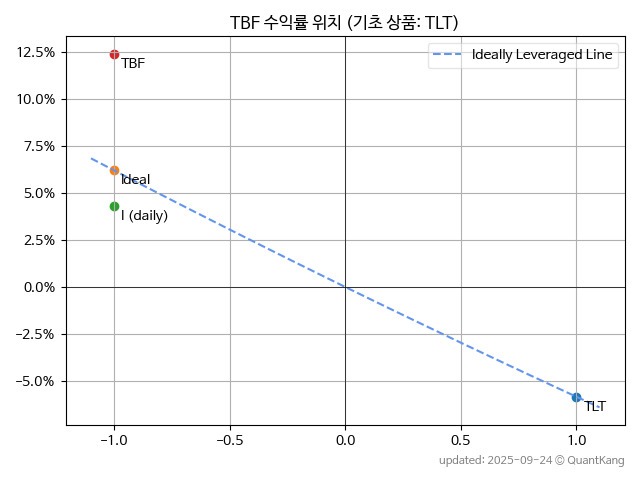 TBF 수익률 위치 (기초 상품: TLT)
12.5%
10.0%
7.5%
5.0%
2.5%
0.0%
−2.5%
−5.0%
Ideally Leveraged Line
TBF
Ideal
I (daily)
TLT
−1.0
−0.5
0.0
0.5
1.0
updated: 2025-09-24 © QuantKang